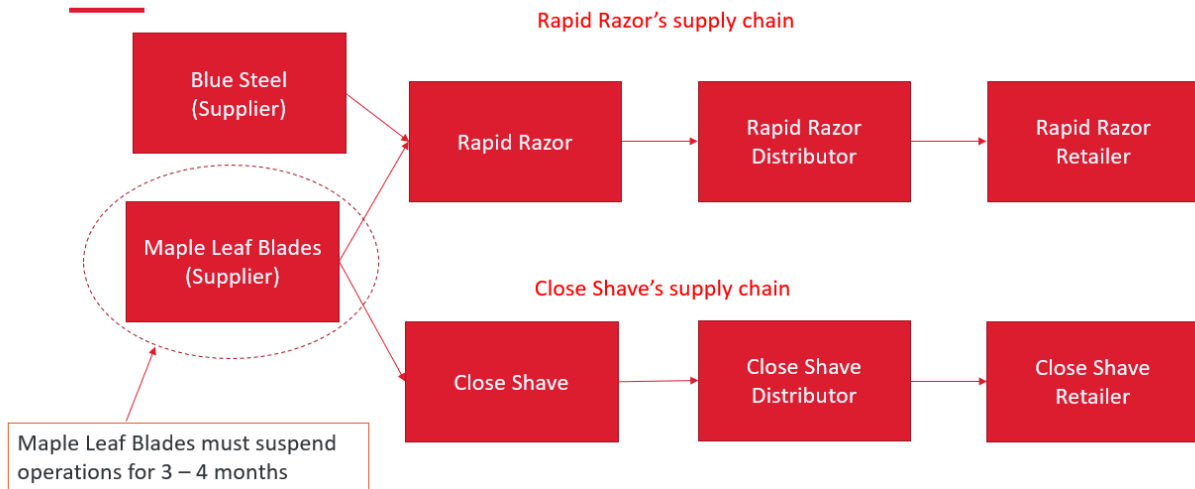 Rapid Razor's supply chain
Blue Steel
(Supplier)
Rapid Razor
Rapid Razor
Distributor
Rapid Razor
Retailer
Maple Leaf Blades
(Supplier)
Close Shave's supply chain
Close Shave
Close Shave
Distributor
Close Shave
Retailer
Maple Leaf Blades must suspend
operations for 3 – 4 months